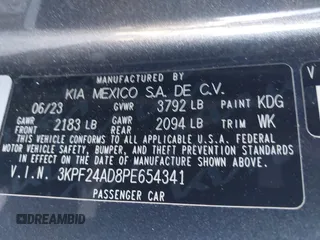 MANUFACTURED BY
KIA MEXICO S.A. DE C.V.
06/23 GVWR 3792 LB PAINT KDG
GAWR FRONT 2183 LB GAWR REAR 2094 LB TRIM WK
THIS VEHICLE CONFORMS TO ALL APPLICABLE U.S.A. FEDERAL
MOTOR VEHICLE SAFETY, BUMPER, AND THEFT PREVENTION
STANDARDS IN EFFECT ON THE DATE OF MANUFACTURE SHOWN ABOVE.
V.I.N. 3KPF24AD8PE654341
PASSENGER CAR
V
DREAMBID